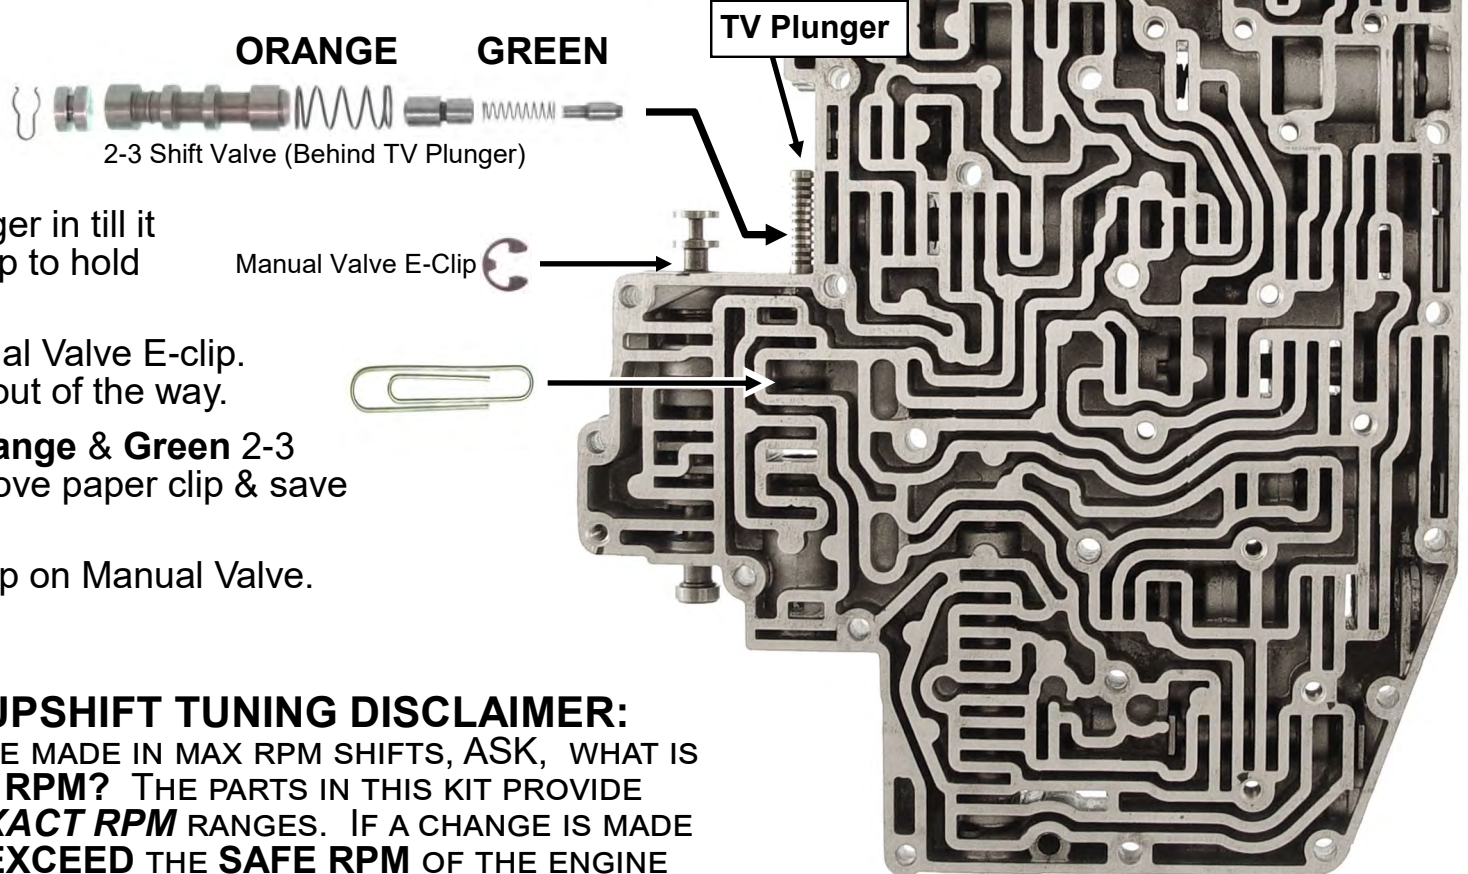 TV Plunger
ORANGE GREEN
2-3 Shift Valve (Behind TV Plunger)
ger in till it
p to hold
Manual Valve E-Clip
al Valve E-clip.
out of the way.
ange & Green 2-3
ove paper clip & save
p on Manual Valve.
UPSHIFT TUNING DISCLAIMER:
E MADE IN MAX RPM SHIFTS, ASK, WHAT IS
RPM? THE PARTS IN THIS KIT PROVIDE
XACT RPM RANGES. IF A CHANGE IS MADE
EXCEED THE SAFE RPM OF THE ENGINE